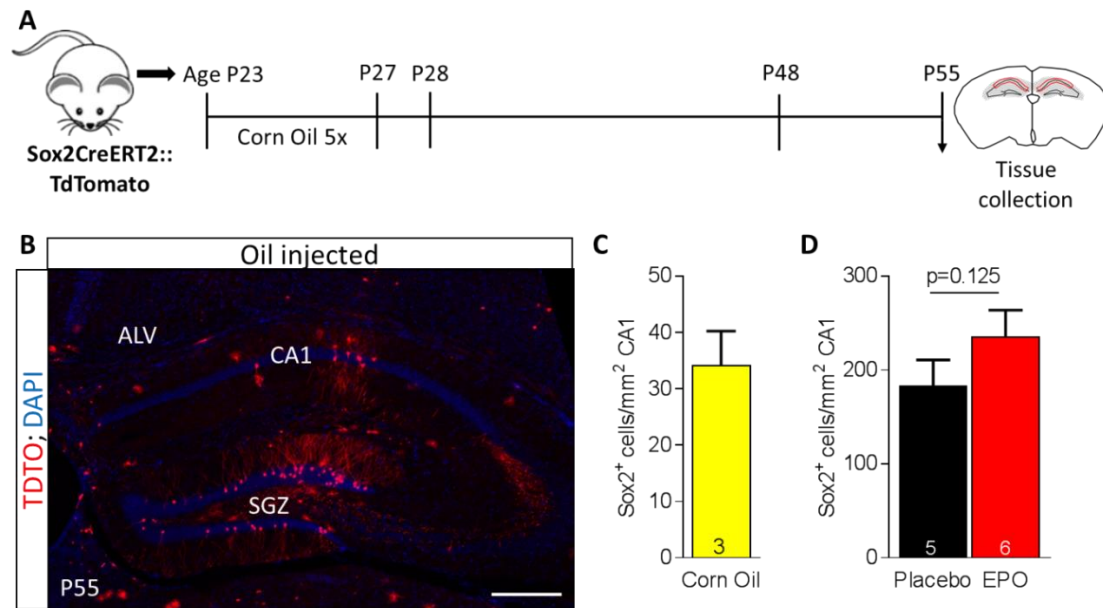 A
Age P23
P27
P28
P48
P55
Corn Oil 5x
Sox2CreERT2::
TdTomato
Tissue
collection
B
Oil injected
TDTO; DAPI
ALV
CA1
SGZ
P55
C
Sox2+ cells/mm2 CA1
50
40
30
20
10
0
3
Corn Oil
D
Sox2+ cells/mm2 CA1
300
200
100
0
p=0.125
5
6
Placebo
EPO